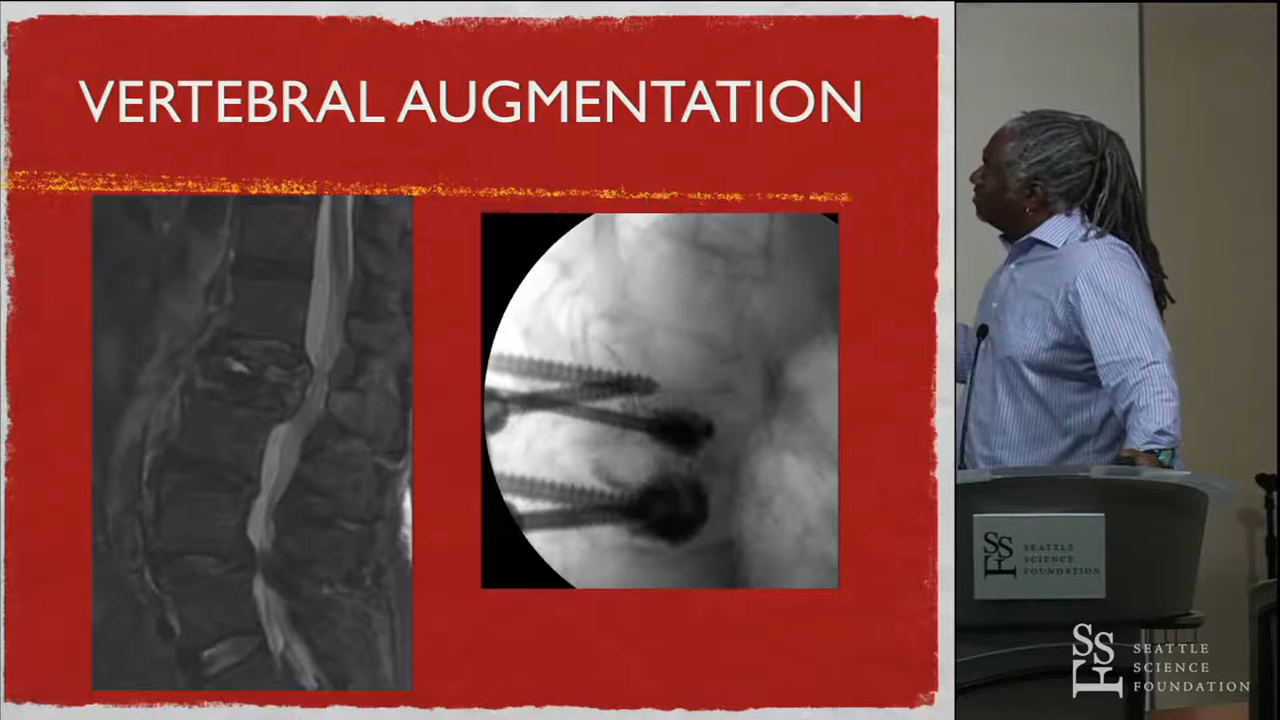 VERTEBRAL AUGMENTATION
SEATTLE
SCIENCE
FOUNDATION
SEATTLE
SCIENCE
FOUNDATION